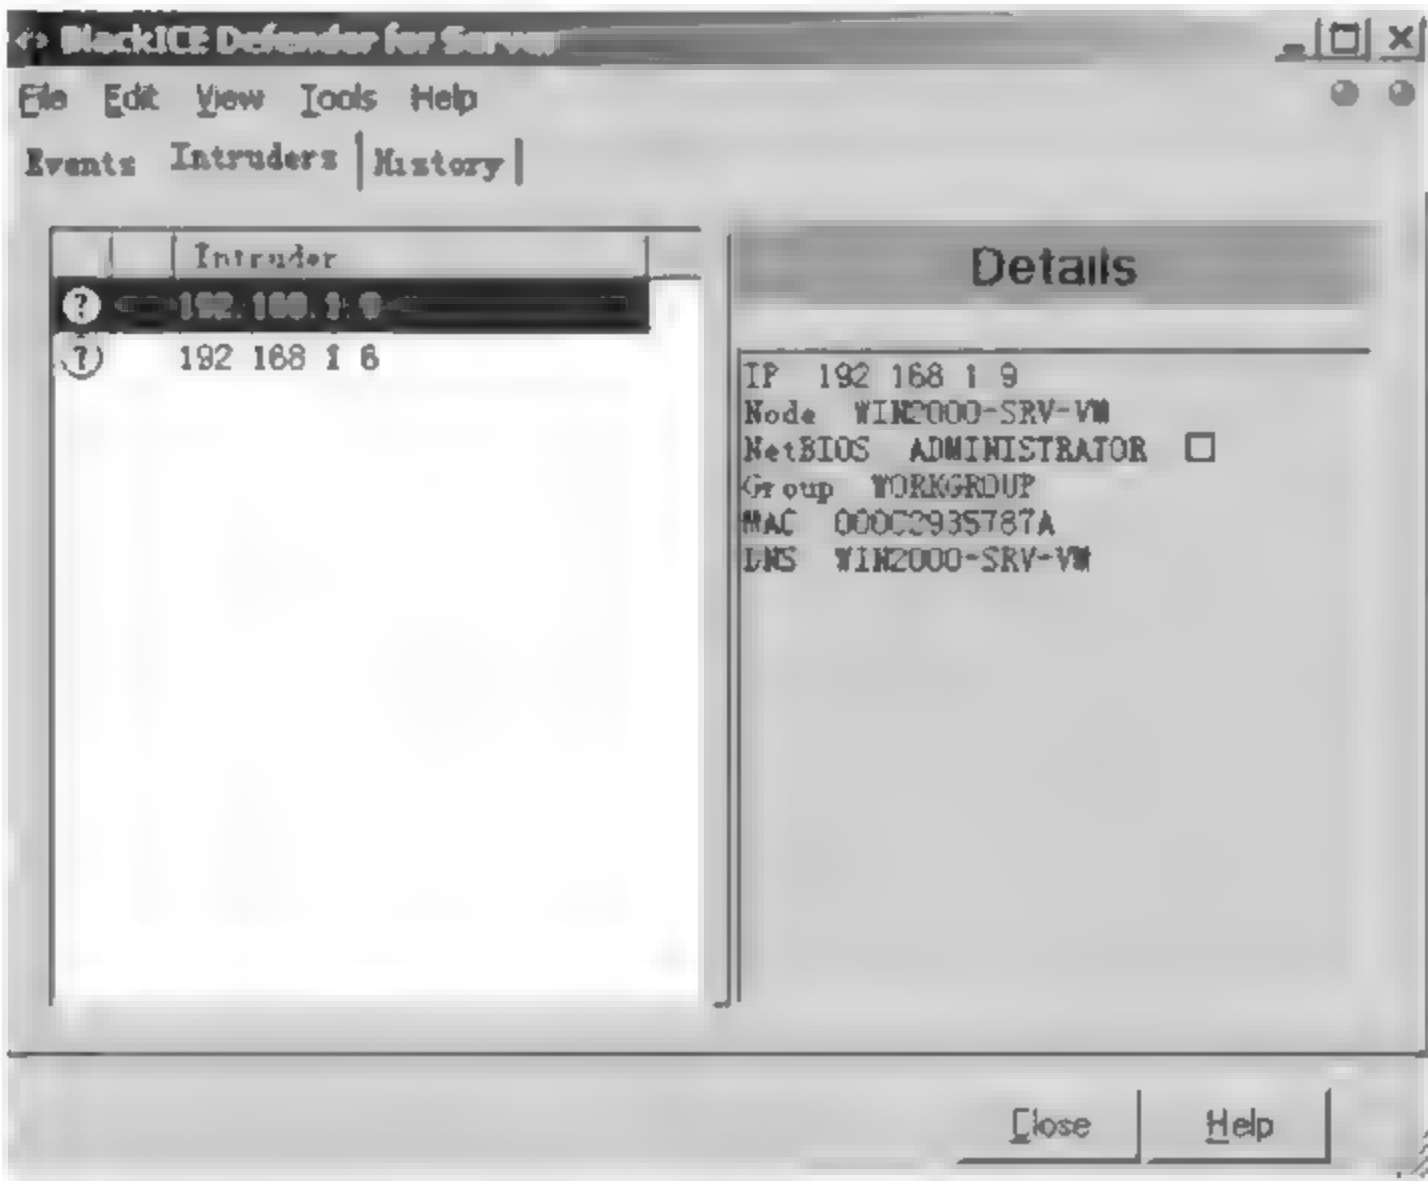 BlackICE Defender for Server
File Edit View Tools Help
Events Intruders History
Intruder
192.168.1.9
192 168 1 6
Details
IP 192 168 1 9
Node WIN2000-SRV-VM
NetBIOS ADMINISTRATOR
Group WORKGROUP
MAC 000C2935787A
DNS WIN2000-SRV-VM
Close Help